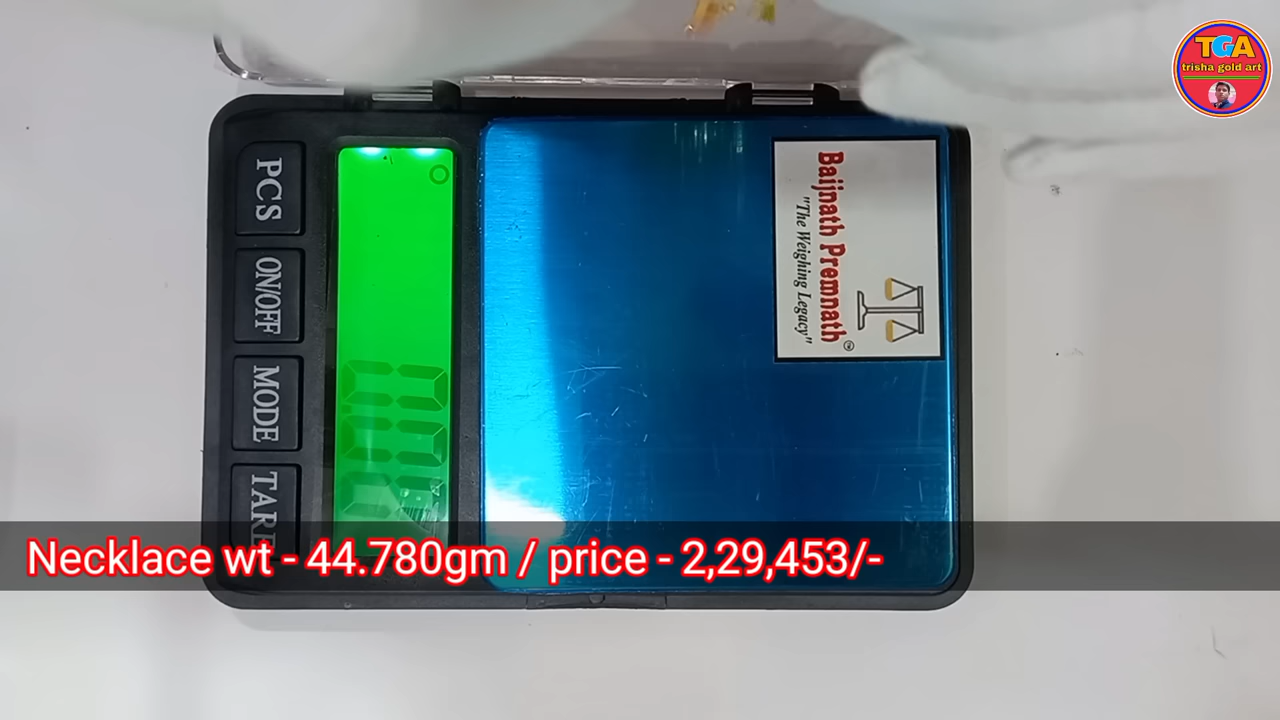 TGA
trisha gold art
PCS
ON/OFF
MODE
TARE
Baijnath Premnath
"The Weighing Legacy"
Necklace wt - 44.780gm / price - 2,29,453/-